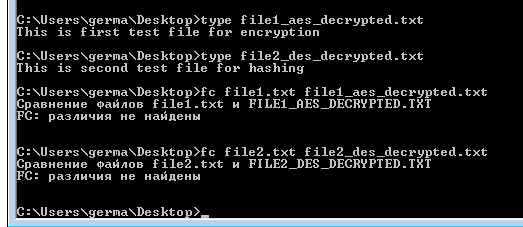 C:\Users\germa\Desktop>type file1_aes_decrypted.txt
This is first test file for encryption
C:\Users\germa\Desktop>type file2_des_decrypted.txt
This is second test file for hashing
C:\Users\germa\Desktop>fc file1.txt file1_aes_decrypted.txt
Сравнение файлов file1.txt и FILE1_AES_DECRYPTED.TXT
FC: различия не найдены
C:\Users\germa\Desktop>fc file2.txt file2_des_decrypted.txt
Сравнение файлов file2.txt и FILE2_DES_DECRYPTED.TXT
FC: различия не найдены
C:\Users\germa\Desktop>_